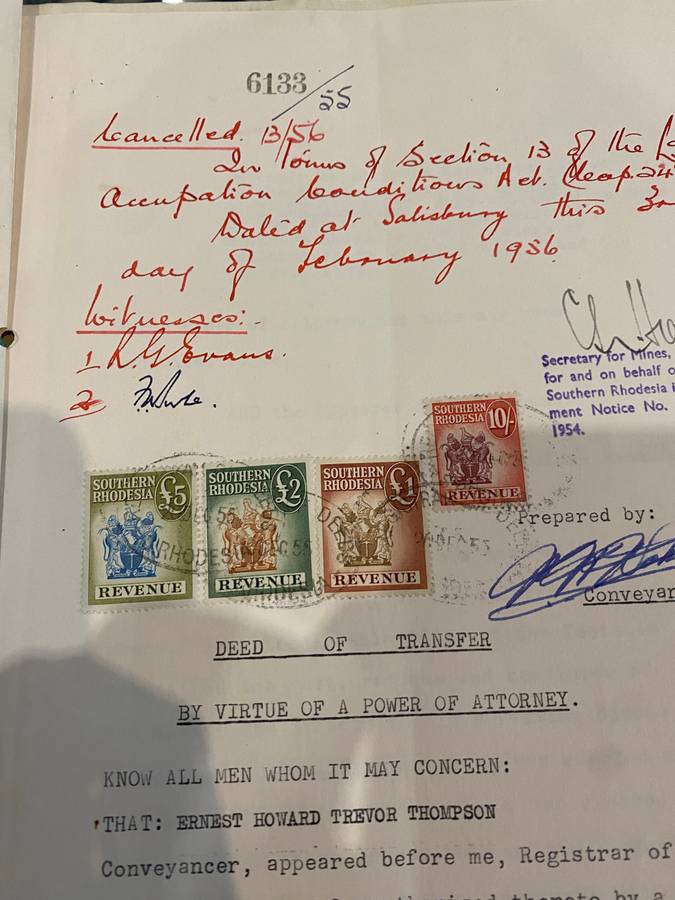 6133/55
Cancelled. 13/56
In Terms of Section 13 of the
Occupation Conditions Act. (Chap. 24
Dated at Salisbury this
day of February 1956
Witnesses:-
1 R. G. Evans.
2
Secretary for Mines,
for and on behalf o
Southern Rhodesia i
ment Notice No.
1954.
SOUTHERN RHODESIA £5 REVENUE
SOUTHERN RHODESIA £2 REVENUE
SOUTHERN RHODESIA £1 REVENUE
SOUTHERN RHODESIA 10/- REVENUE
Prepared by:
Conveyan
DEED OF TRANSFER
BY VIRTUE OF A POWER OF ATTORNEY.
KNOW ALL MEN WHOM IT MAY CONCERN:
THAT: ERNEST HOWARD TREVOR THOMPSON
Conveyancer, appeared before me, Registrar of